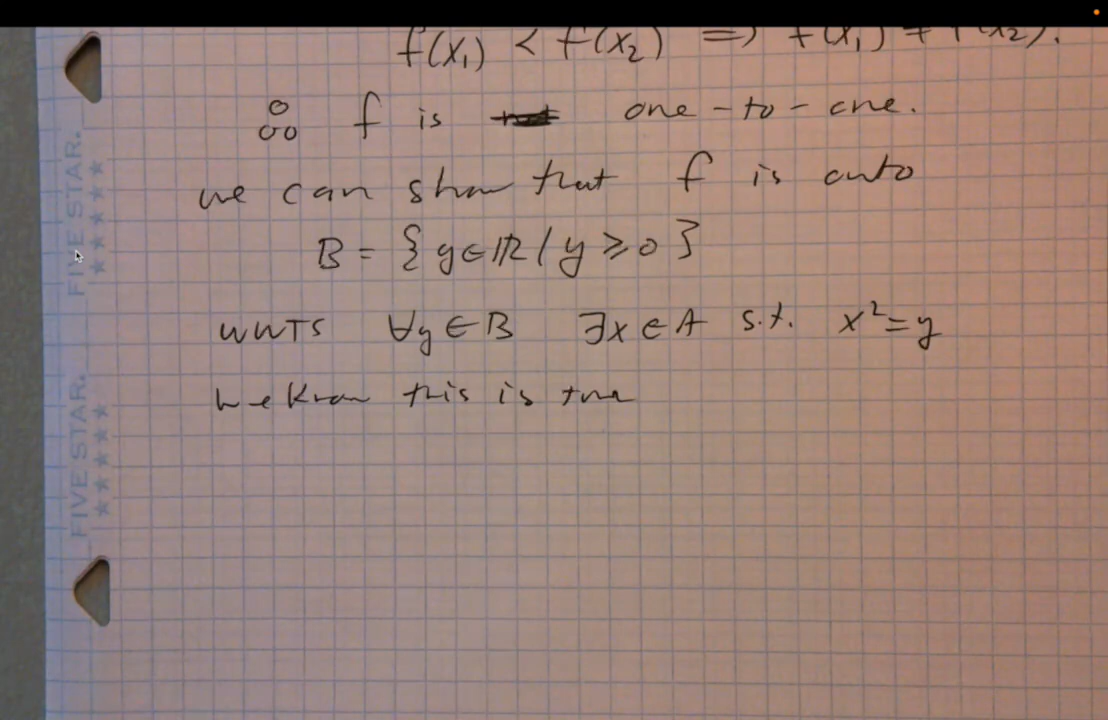 f(x₁) < f(x₂) ⟹ f(x₁) ≠ f(x₂).
∴ f is one-to-one.
we can show that f is onto
B = { y ∈ ℝ / y ≥ 0 }
WWTS ∀y ∈ B ∃x ∈ A s.t. x² = y
We know this is true
FIVE STAR.
FIVE STAR.